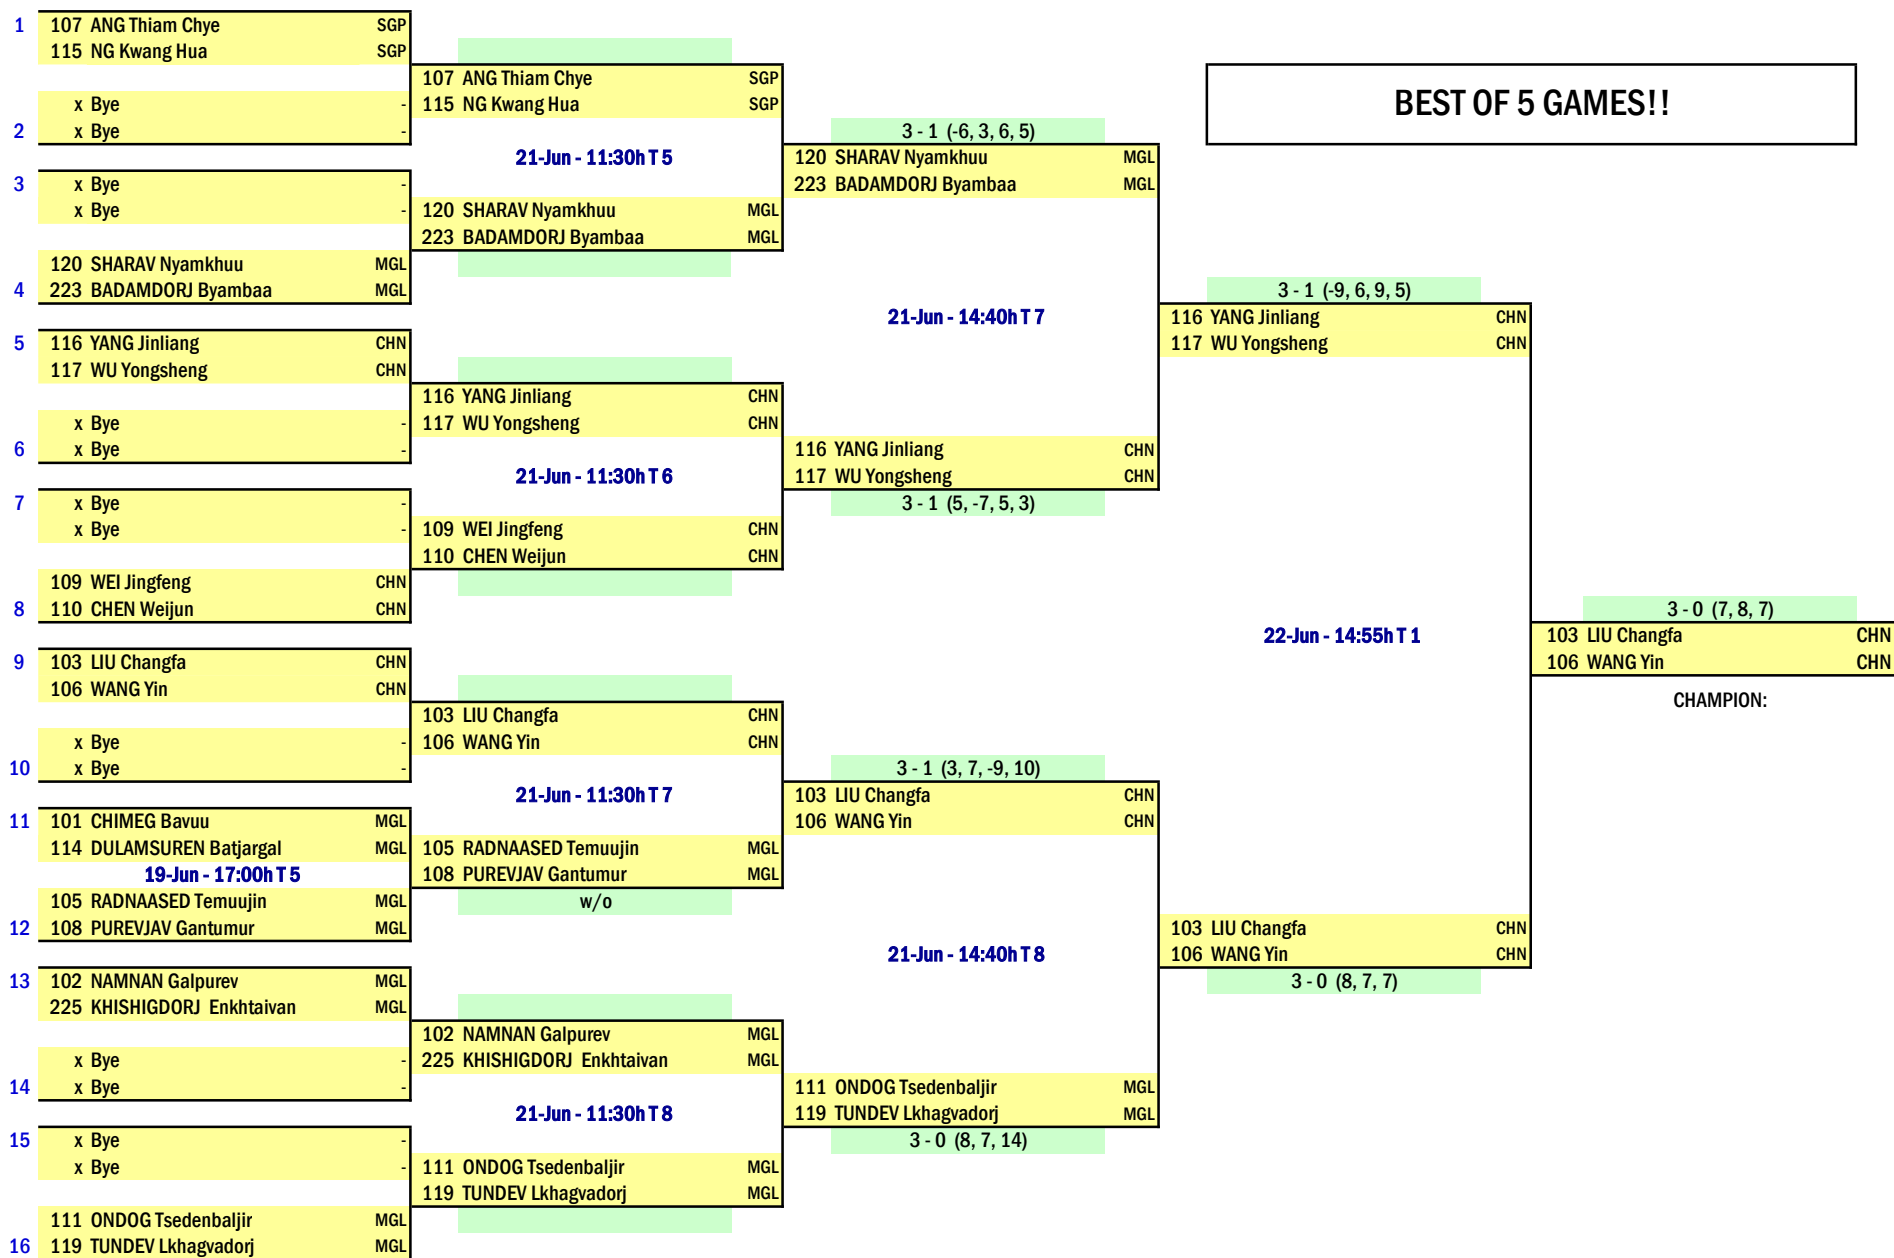 1 107 ANG Thiam Chye SGP
115 NG Kwang Hua SGP
x Bye -
2 x Bye -
3 x Bye -
x Bye -
120 SHARAV Nyamkhuu MGL
4 223 BADAMDORJ Byambaa MGL
5 116 YANG Jinliang CHN
117 WU Yongsheng CHN
x Bye -
6 x Bye -
7 x Bye -
x Bye -
109 WEI Jingfeng CHN
8 110 CHEN Weijun CHN
9 103 LIU Changfa CHN
106 WANG Yin CHN
x Bye -
10 x Bye -
11 101 CHIMEG Bavuu MGL
114 DULAMSUREN Batjargal MGL
19-Jun - 17:00h T 5
105 RADNAASED Temuujin MGL
12 108 PUREVJAV Gantumur MGL
13 102 NAMNAN Galpurev MGL
225 KHISHIGDORJ Enkhtaivan MGL
x Bye -
14 x Bye -
15 x Bye -
x Bye -
111 ONDOG Tsedenbaljir MGL
16 119 TUNDEV Lkhagvadorj MGL
107 ANG Thiam Chye SGP
115 NG Kwang Hua SGP
21-Jun - 11:30h T 5
120 SHARAV Nyamkhuu MGL
223 BADAMDORJ Byambaa MGL
116 YANG Jinliang CHN
117 WU Yongsheng CHN
21-Jun - 11:30h T 6
109 WEI Jingfeng CHN
110 CHEN Weijun CHN
103 LIU Changfa CHN
106 WANG Yin CHN
21-Jun - 11:30h T 7
105 RADNAASED Temuujin MGL
108 PUREVJAV Gantumur MGL
w/o
102 NAMNAN Galpurev MGL
225 KHISHIGDORJ Enkhtaivan MGL
21-Jun - 11:30h T 8
111 ONDOG Tsedenbaljir MGL
119 TUNDEV Lkhagvadorj MGL
3 - 1 (-6, 3, 6, 5)
120 SHARAV Nyamkhuu MGL
223 BADAMDORJ Byambaa MGL
21-Jun - 14:40h T 7
116 YANG Jinliang CHN
117 WU Yongsheng CHN
3 - 1 (5, -7, 5, 3)
3 - 1 (3, 7, -9, 10)
103 LIU Changfa CHN
106 WANG Yin CHN
21-Jun - 14:40h T 8
111 ONDOG Tsedenbaljir MGL
119 TUNDEV Lkhagvadorj MGL
3 - 0 (8, 7, 14)
BEST OF 5 GAMES!!
3 - 1 (-9, 6, 9, 5)
116 YANG Jinliang CHN
117 WU Yongsheng CHN
22-Jun - 14:55h T 1
103 LIU Changfa CHN
106 WANG Yin CHN
3 - 0 (8, 7, 7)
3 - 0 (7, 8, 7)
103 LIU Changfa CHN
106 WANG Yin CHN
CHAMPION: